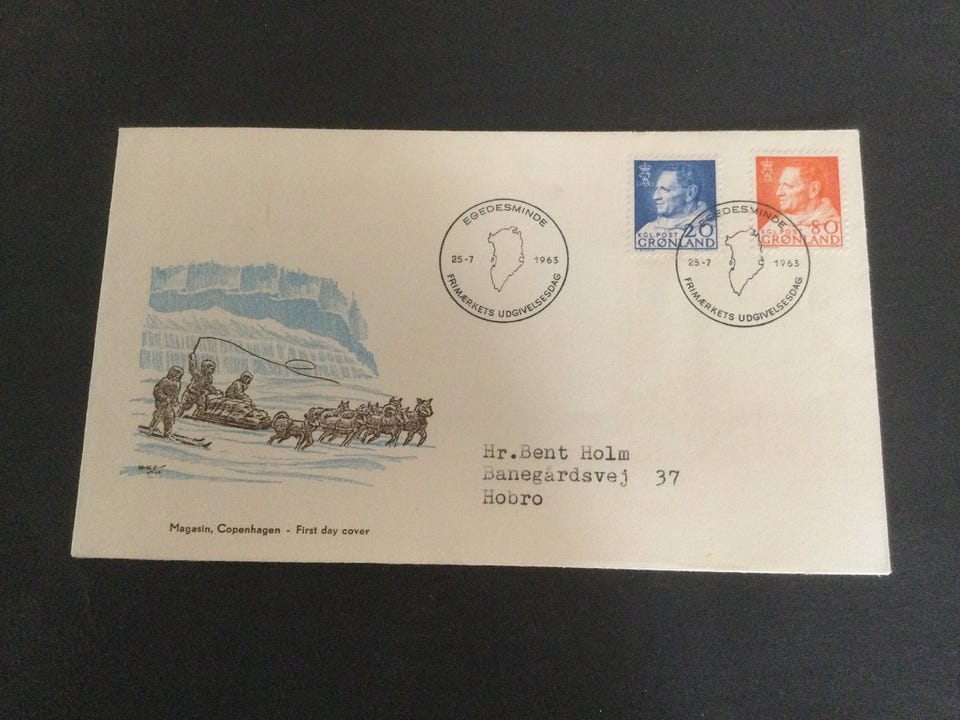 KGL.POST 20
GRØNLAND
KGL.POST 80
GRØNLAND
EGEDESMINDE
25-7 1963
FRIMÆRKETS UDGIVELSESDAG
EGEDESMINDE
25-7 1963
FRIMÆRKETS UDGIVELSESDAG
Hr.Bent Holm
Banegårdsvej 37
Hobro
Magasin, Copenhagen - First day cover